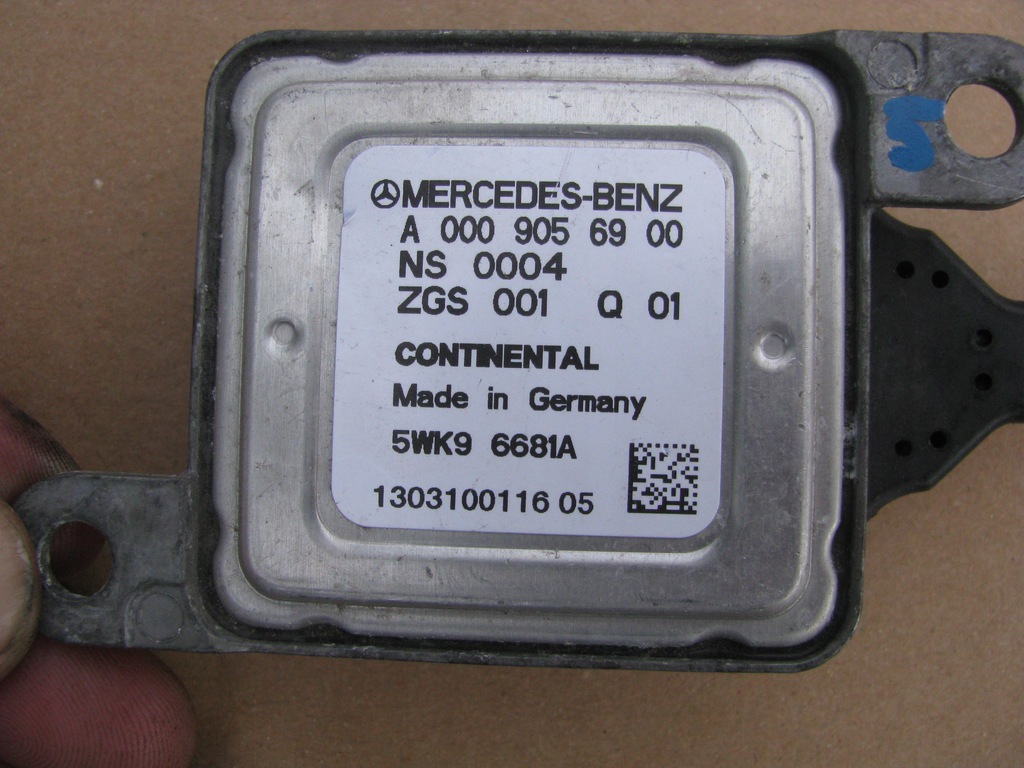 MERCEDES-BENZ
A 000 905 69 00
NS 0004
ZGS 001 Q 01
CONTINENTAL
Made in Germany
5WK9 6681A
1303100116 05
5